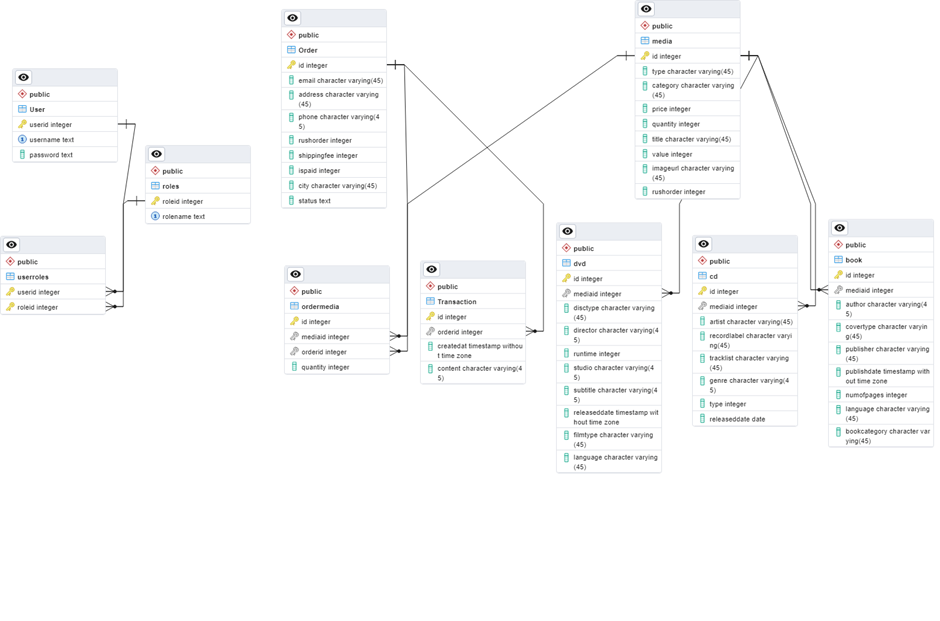 public
User
userid integer
username text
password text
public
roles
roleid integer
rolename text
public
userroles
userid integer
roleid integer
public
Order
id integer
email character varying(45)
address character varying
(45)
phone character varying(4
5)
rushorder integer
shippingfee integer
ispaid integer
city character varying(45)
status text
public
ordermedia
id integer
mediaid integer
orderid integer
quantity integer
public
Transaction
id integer
orderid integer
createdat timestamp withou
t time zone
content character varying(4
5)
public
media
id integer
type character varying(45)
category character varying
(45)
price integer
quantity integer
title character varying(45)
value integer
imageurl character varying
(45)
rushorder integer
public
dvd
id integer
mediaid integer
disctype character varying
(45)
director character varying(4
5)
runtime integer
studio character varying(4
5)
subtitle character varying(4
5)
releaseddate timestamp wit
hout time zone
filmtype character varying
(45)
language character varying
(45)
public
cd
id integer
mediaid integer
artist character varying(45)
recordlabel character varyi
ng(45)
tracklist character varying
(45)
genre character varying(4
5)
type integer
releaseddate date
public
book
id integer
mediaid integer
author character varying(4
5)
covertype character varyin
g(45)
publisher character varying
(45)
publishdate timestamp with
out time zone
numofpages integer
language character varying
(45)
bookcategory character var
ying(45)